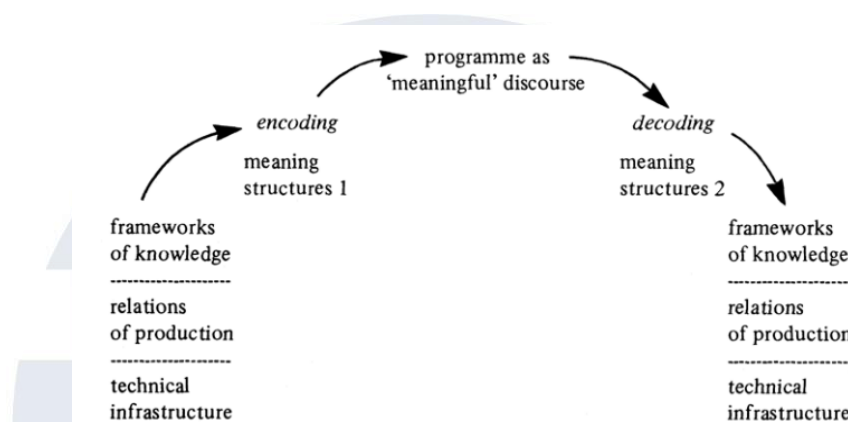 programme as
‘meaningful’ discourse
encoding
decoding
meaning
structures 1
meaning
structures 2
frameworks
of knowledge
relations
of production
technical
infrastructure
frameworks
of knowledge
relations
of production
technical
infrastructure